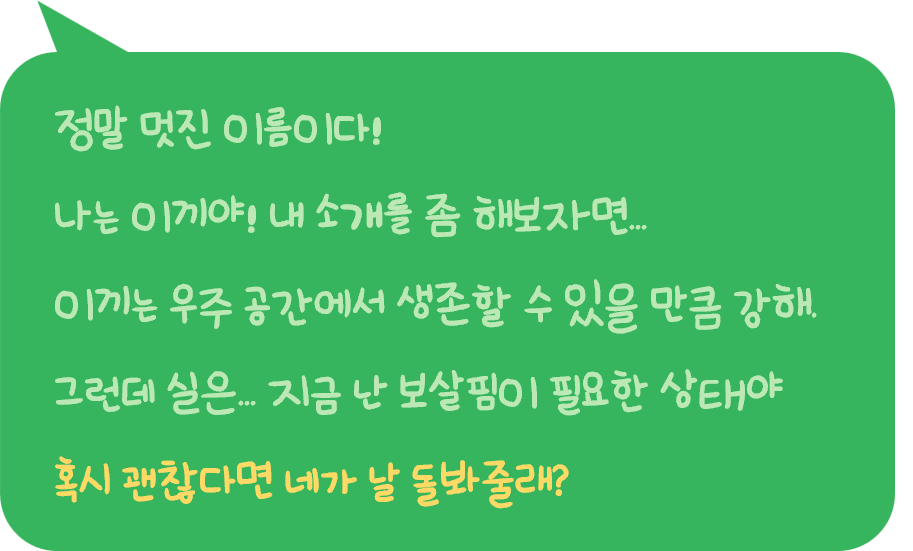 정말 멋진 이름이다!
나는 이끼야! 내 소개를 좀 해보자면...
이끼는 우주 공간에서 생존할 수 있을 만큼 강해.
그런데 실은... 지금 난 보살핌이 필요한 상태야
혹시 괜찮다면 네가 날 돌봐줄래?